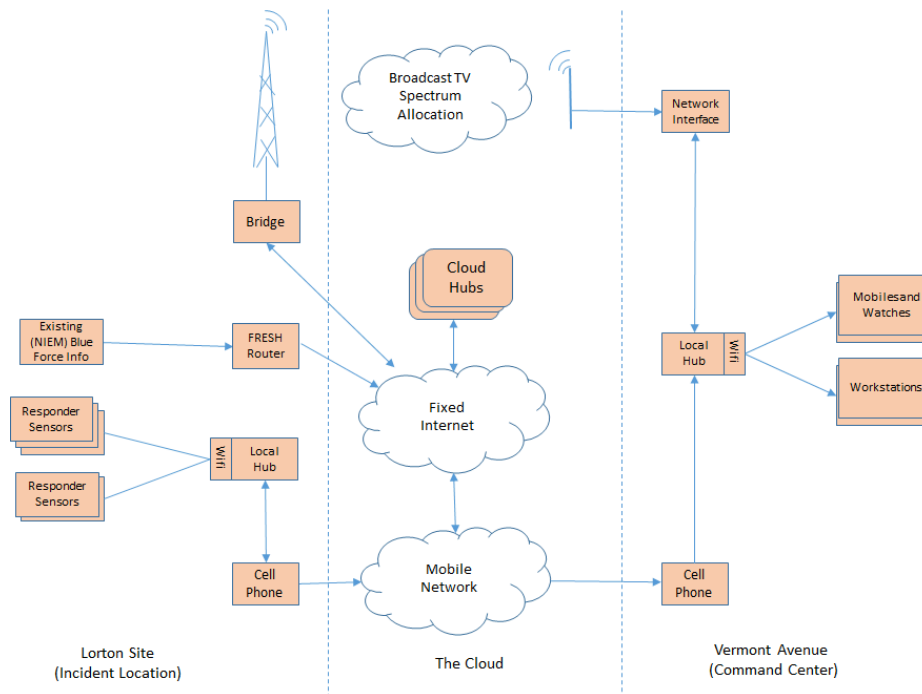 Broadcast TV
Spectrum
Allocation
Network
Interface
Bridge
Cloud
Hubs
Mobilesand
Watches
Existing
(NIEM) Blue
Force Info
FRESH
Router
Local
Hub
Wifi
Workstations
Fixed
Internet
Responder
Sensors
Wifi
Local
Hub
Responder
Sensors
Cell
Phone
Mobile
Network
Cell
Phone
Lorton Site
(Incident Location)
The Cloud
Vermont Avenue
(Command Center)